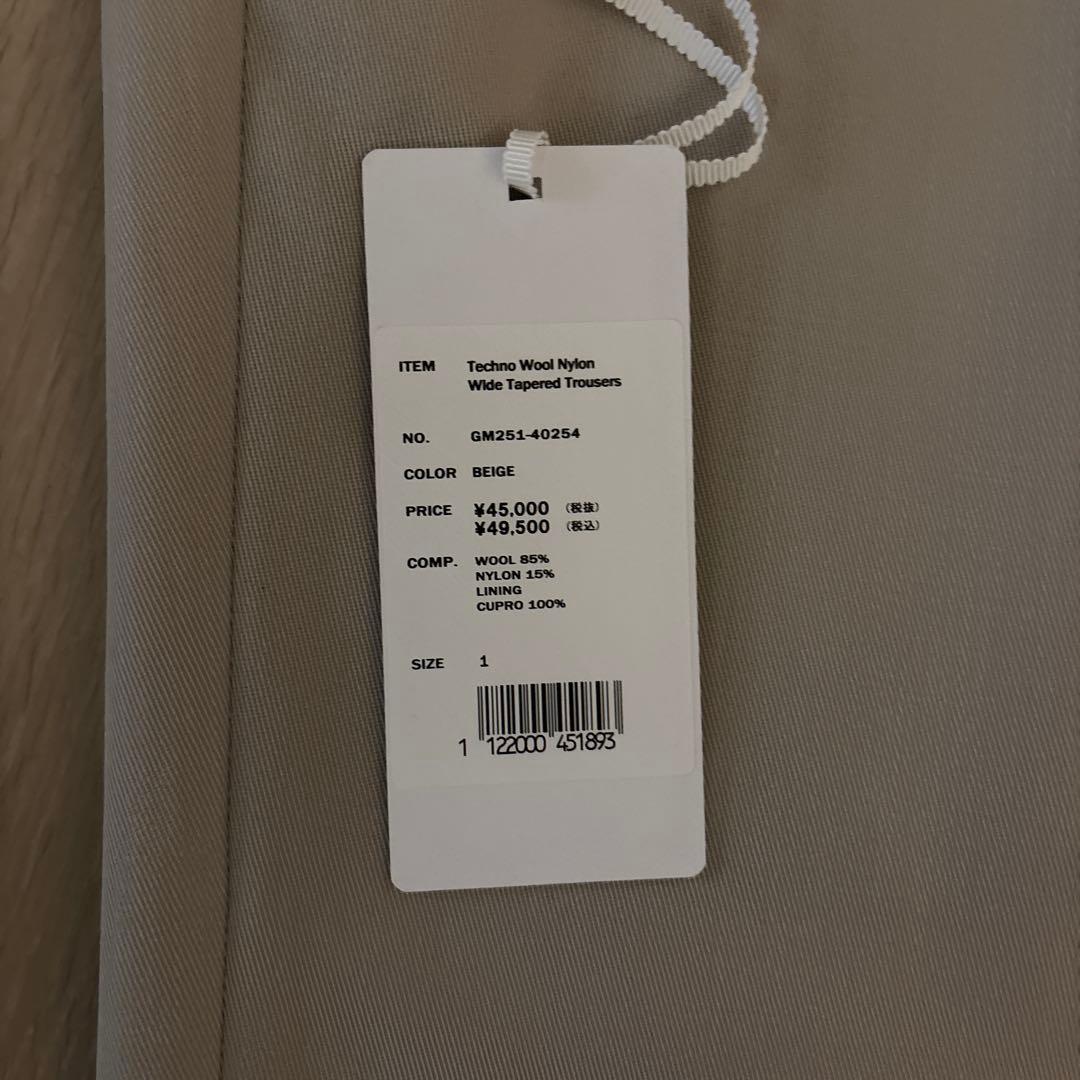 ITEM Techno Wool Nylon
Wide Tapered Trousers
NO. GM251-40254
COLOR BEIGE
PRICE ¥45,000 (税抜)
¥49,500 (税込)
COMP. WOOL 85%
NYLON 15%
LINING
CUPRO 100%
SIZE 1
1 122000 451893